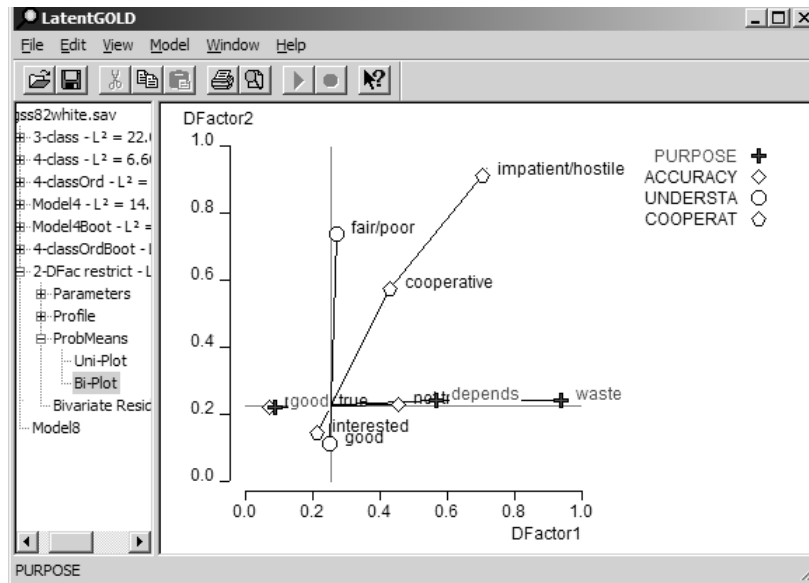 LatentGOLD
File Edit View Model Window Help
gss82white.sav
3-class - L² = 22.
4-class - L² = 6.6
4-classOrd - L² =
Model4 - L² = 14.
Model4Boot - L² =
4-classOrdBoot -
2-DFac restrict - L
Parameters
Profile
ProbMeans
Uni-Plot
Bi-Plot
Bivariate Resid
Model8
DFactor2
1.0
0.8
0.6
0.4
0.2
0.0
0.0 0.2 0.4 0.6 0.8 1.0
DFactor1
impatient/hostile
fair/poor
cooperative
good true depends waste
interested
good
PURPOSE
ACCURACY
UNDERSTA
COOPERAT
PURPOSE